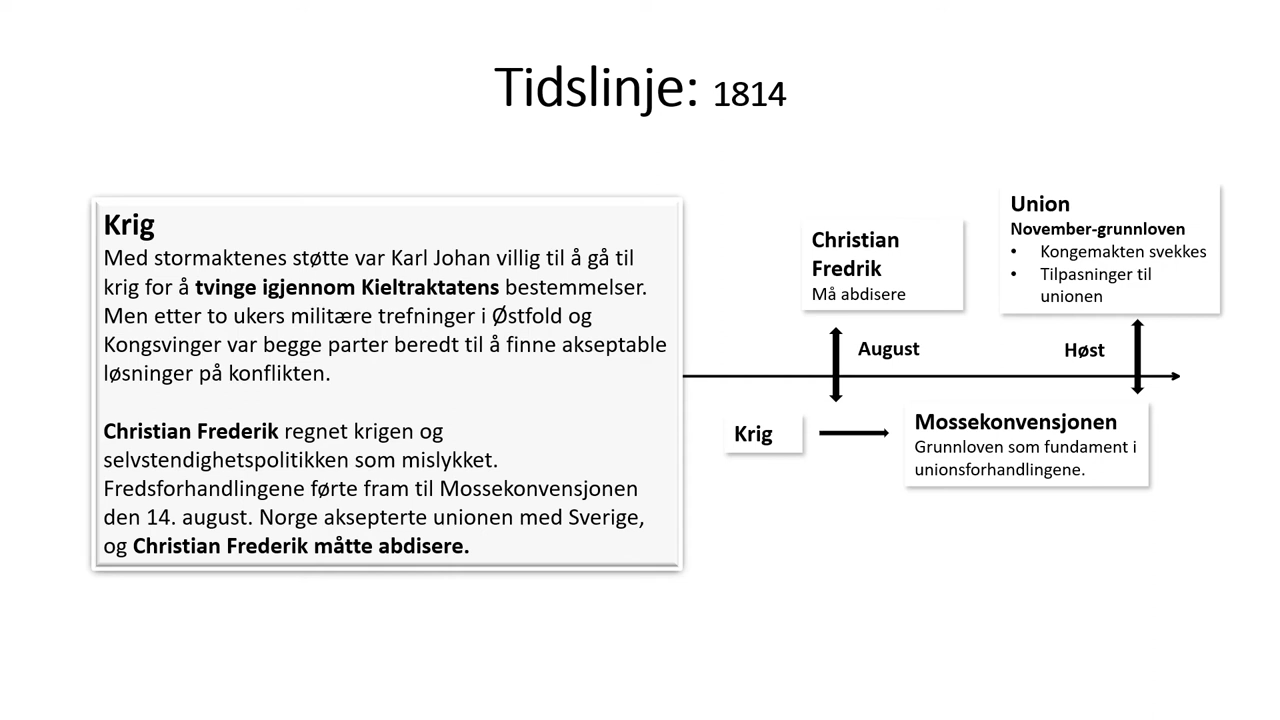 Tidslinje: 1814
Krig
Med stormaktenes støtte var Karl Johan villig til å gå til
krig for å tvinge igjennom Kieltraktatens bestemmelser.
Men etter to ukers militære trefninger i Østfold og
Kongsvinger var begge parter beredt til å finne akseptable
løsninger på konflikten.
Christian Frederik regnet krigen og
selvstendighetspolitikken som mislykket.
Fredsforhandlingene førte fram til Mossekonvensjonen
den 14. august. Norge aksepterte unionen med Sverige,
og Christian Frederik måtte abdisere.
Christian
Fredrik
Må abdisere
Union
November-grunnloven
• Kongemakten svekkes
• Tilpasninger til
unionen
August
Høst
Krig
Mossekonvensjonen
Grunnloven som fundament i
unionsforhandlingene.